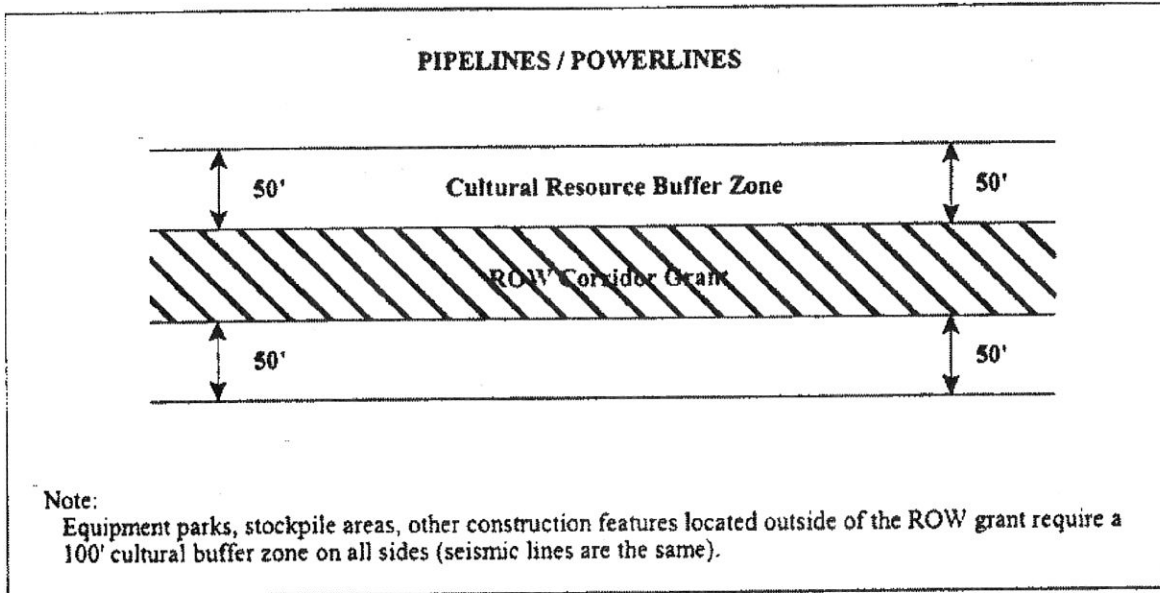 PIPELINES / POWERLINES
50' Cultural Resource Buffer Zone 50'
ROW Corridor Grant
50' 50'
Note:
Equipment parks, stockpile areas, other construction features located outside of the ROW grant require a
100' cultural buffer zone on all sides (seismic lines are the same).